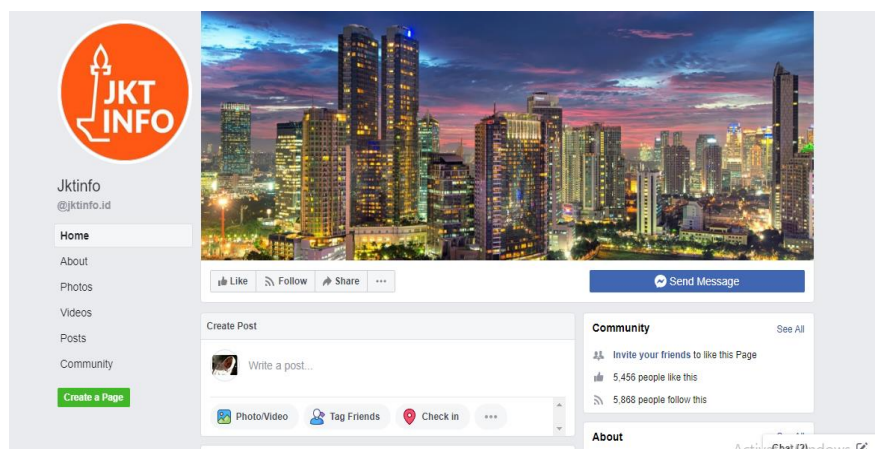 JKT
INFO
Jktinfo
@jktinfo.id
Home
About
Photos
Videos
Posts
Community
Create a Page
Like Follow Share ...
Send Message
Create Post
Write a post...
Photo/Video Tag Friends Check in ...
Community See All
Invite your friends to like this Page
5,456 people like this
5,868 people follow this
About
Chat (2)